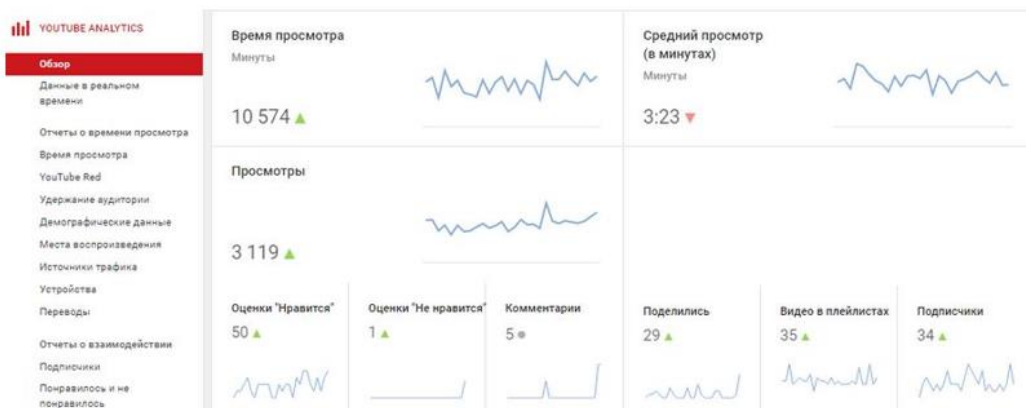 YOUTUBE ANALYTICS
Обзор
Данные в реальном
времени
Отчеты о времени просмотра
Время просмотра
YouTube Red
Удержание аудитории
Демографические данные
Места воспроизведения
Источники трафика
Устройства
Переводы
Отчеты о взаимодействии
Подписчики
Понравилось и не
понравилось
Время просмотра
Минуты
10 574
Средний просмотр
(в минутах)
Минуты
3:23
Просмотры
3 119
Оценки "Нравится"
50
Оценки "Не нравится"
1
Комментарии
5
Поделились
29
Видео в плейлистах
35
Подписчики
34